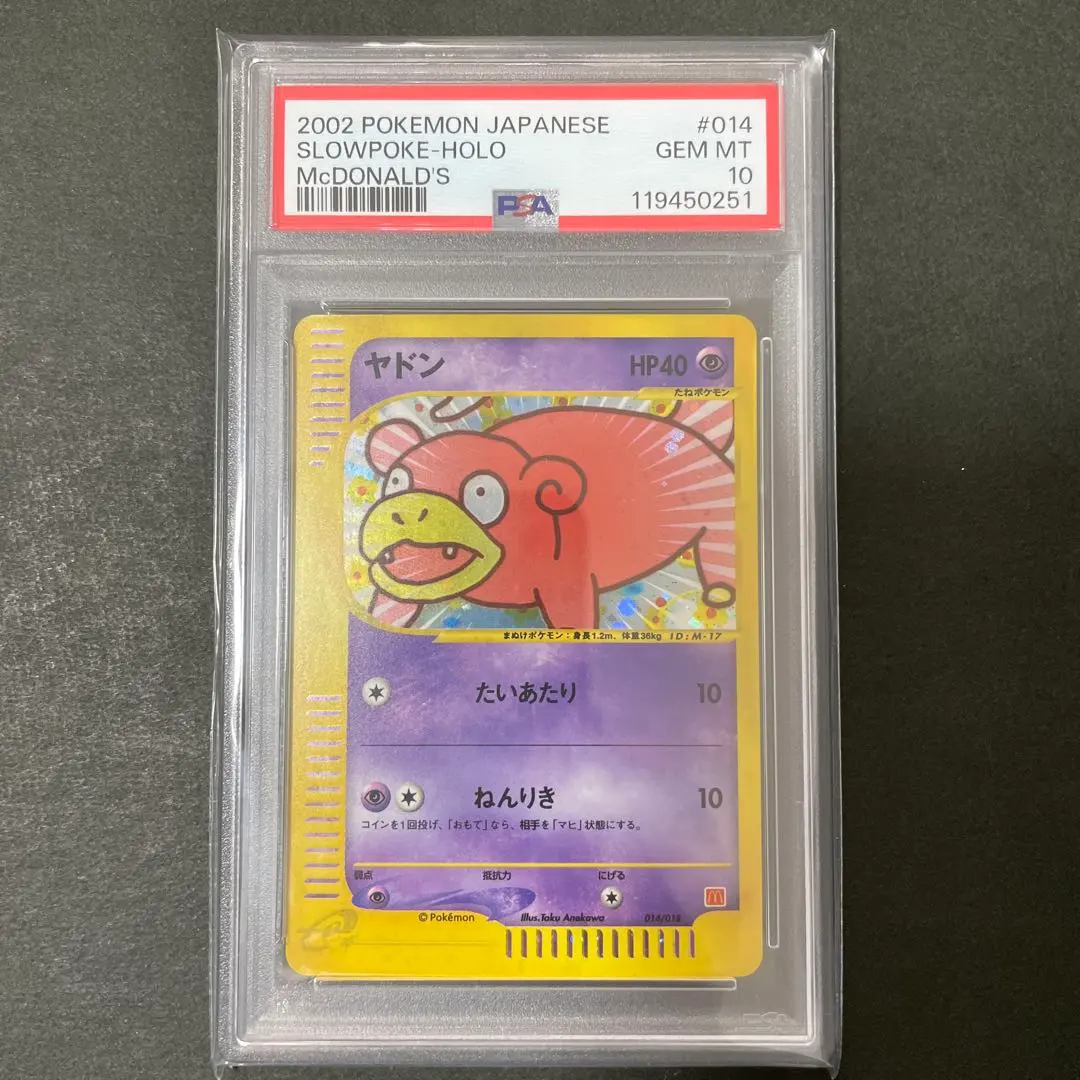 2002 POKEMON JAPANESE #014
SLOWPOKE-HOLO GEM MT
McDONALD'S 10
PSA 119450251
ヤドン HP40
たねポケモン
まぬけポケモン：身長1.2m、体重36kg ID：M-17
たいあたり 10
ねんりき 10
コインを1回投げ、「おもて」なら、相手を「マヒ」状態にする。
弱点 抵抗力 にげる
©Pokémon Illus.Taku Anakawa 014/018